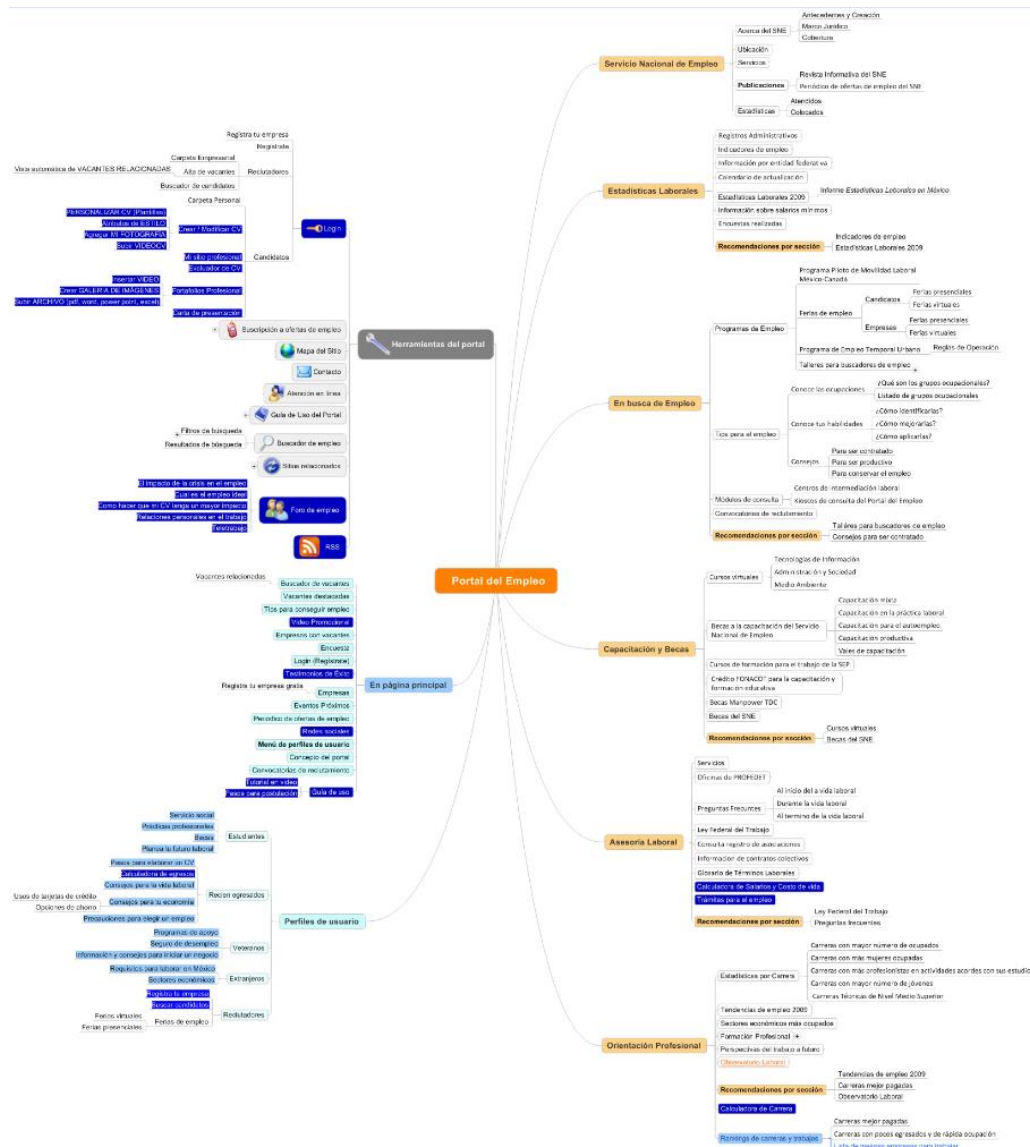 Portal del Empleo
Servicio Nacional de Empleo
Acerca del SNE
Antecedentes y Creación
Marco Jurídico
Cobertura
Ubicación
Servicios
Publicaciones
Revista Informativa del SNE
Periódico de ofertas de empleo del SNE
Estadísticas
Atendidos
Colocados
Estadísticas Laborales
Registros Administrativos
Indicadores de empleo
Información por entidad federativa
Calendario de actualización
Estadísticas Laborales 2009
Informe Estadísticas Laborales en México
Información sobre salarios mínimos
Encuestas realizadas
Recomendaciones por sección
Indicadores de empleo
Estadísticas Laborales 2009
En busca de Empleo
Programas de Empleo
Programa Piloto de Movilidad Laboral
México-Canadá
Ferias de empleo
Candidatos
Ferias presenciales
Ferias virtuales
Empresas
Ferias presenciales
Ferias virtuales
Programa de Empleo Temporal Urbano
Reglas de Operación
Talleres para buscadores de empleo
Tips para el empleo
Conoce las ocupaciones
¿Qué son los grupos ocupacionales?
Listado de grupos ocupacionales
Conoce tus habilidades
¿Cómo identificarlas?
¿Cómo mejorarlas?
¿Cómo aplicarlas?
Consejos
Para ser contratado
Para ser productivo
Para conservar el empleo
Módulos de consulta
Centros de intermediación laboral
Kioscos de consulta del Portal del Empleo
Convocatorias de reclutamiento
Recomendaciones por sección
Talléres para buscadores de empleo
Consejos para ser contratado
Capacitación y Becas
Cursos virtuales
Tecnologías de Información
Administración y Sociedad
Medio Ambiente
Becas a la capacitación del Servicio
Nacional de Empleo
Capacitación mixta
Capacitación en la práctica laboral
Capacitación para el autoempleo
Capacitación productiva
Vales de capacitación
Cursos de formación para el trabajo de la SEP
Crédito FONACOT para la capacitación y
formación educativa
Becas Manpower TDC
Becas del SNE
Recomendaciones por sección
Cursos virtuales
Becas del SNE
Asesoría Laboral
Servicios
Oficinas de PROFEDET
Preguntas Frecuntes
Al inicio del a vida laboral
Durante la vida laboral
Al termino de la vida laboral
Ley Federal del Trabajo
Consulta registro de asociaciones
Informacion de contratos colectivos
Glosario de Términos Laborales
Calculadora de Salarios y Costo de vida
Trámites para el empleo
Recomendaciones por sección
Ley Federal del Trabajo
Preguntas frecuentes
Orientación Profesional
Estadísticas por Carrera
Carreras con mayor número de ocupados
Carreras con más mujeres ocupadas
Carreras con más profesionistas en actividades acordes con sus estudio
Carreras con mayor número de jóvenes
Carreras Técnicas de Nivel Medio Superior
Tendencias de empleo 2009
Sectores económicos más ocupados
Formación Profesional
Perspectivas del trabajo a futuro
Observatorio Laboral
Recomendaciones por sección
Tendencias de empleo 2009
Carreras mejor pagadas
Observatorio Laboral
Calculadora de Carrera
Rankings de carreras y trabajos
Carreras mejor pagadas
Carreras con pocos egresados y de rápida ocupación
Herramientas del portal
Login
Registra tu empresa
Regístrate
Reclutadores
Carpeta Empresarial
Alta de vacantes
Vista automática de VACANTES RELACIONADAS
Buscador de candidatos
Candidatos
Carpeta Personal
Crear / Modificar CV
PERSONALIZAR CV (Plantillas)
Atributos de ESTILO
Agregar MI FOTOGRAFIA
Subir VIDEOCV
Mi sitio profesional
Evaluador de CV
Portafolios Profesional
Insertar VIDEO
Crear GALERIA DE IMÁGENES
Subir ARCHIVO (pdf, word, power point, excel)
Carta de presentación
Suscripción a ofertas de empleo
Mapa del Sitio
Contacto
Atención en línea
Guía de Uso del Portal
Buscador de empleo
Filtros de búsqueda
Resultados de búsqueda
Sitios relacionados
Foro de empleo
El impacto de la crisis en el empleo
Cual es el empleo ideal
Como hacer que mi CV tenga un mayor impacto
Relaciones personales en el trabajo
Teletrabajo
RSS
En página principal
Buscador de vacantes
Vacantes relacionadas
Vacantes destacadas
Tips para conseguir empleo
Video Promocional
Empresas con vacantes
Encuesta
Login (Regístrate)
Testimonios de Exito
Empresas
Registra tu empresa gratis
Eventos Próximos
Periódico de ofertas de empleo
Redes sociales
Menú de perfiles de usuario
Concepto del portal
Convocatorias de reclutamiento
Guía de uso
Tutorial en video
Pasos para postulación
Perfiles de usuario
Estudiantes
Servicio social
Prácticas profesionales
Becas
Planea tu futuro laboral
Recien egresados
Pasos para elaborar un CV
Calculadora de egresos
Consejos para la vida laboral
Consejos para tu economía
Usos de tarjetas de crédito
Opciones de ahorro
Precauciones para elegir un empleo
Veteranos
Programas de apoyo
Seguro de desempleo
Información y consejos para iniciar un negocio
Extranjeros
Requisitos para laborar en México
Sectores económicos
Reclutadores
Registra tu empresa
Buscar candidatos
Ferias de empleo
Ferias virtuales
Ferias presenciales